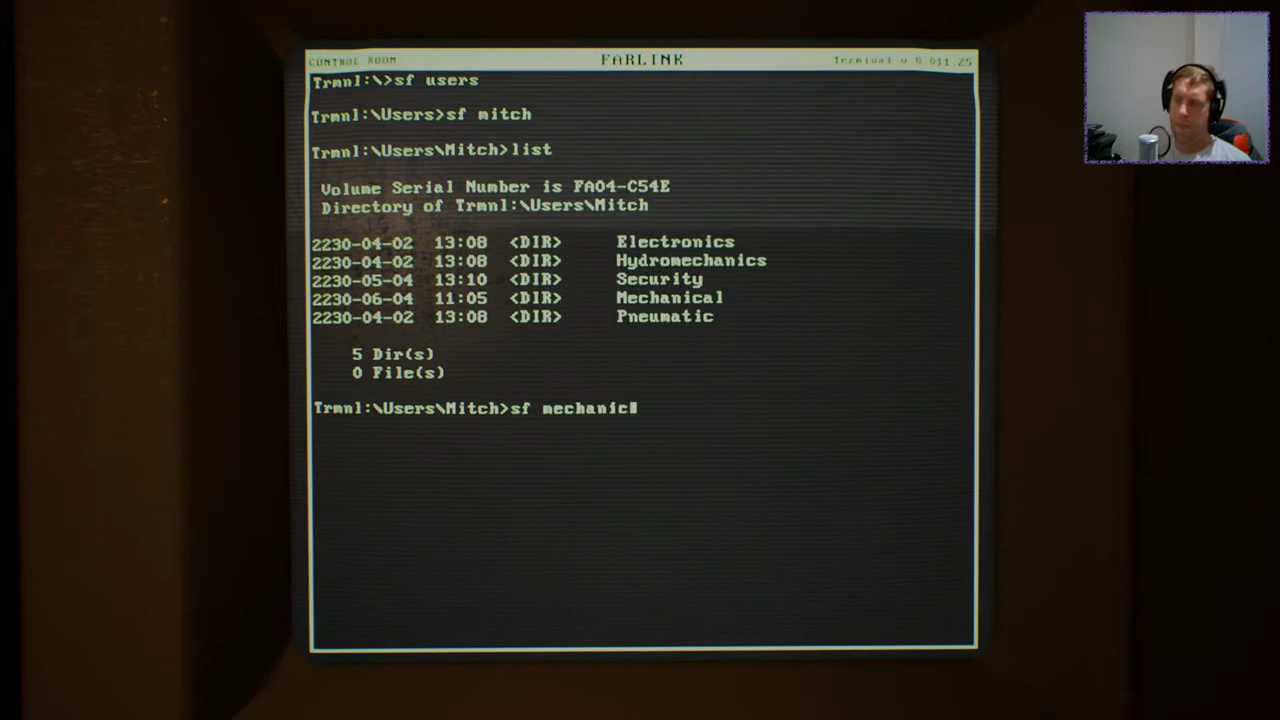 CONTROL ROOM FARLINK Terminal v 0.011.25
Trmnl:\>sf users
Trmnl:\Users>sf mitch
Trmnl:\Users\Mitch>list
Volume Serial Number is FA04-C54E
Directory of Trmnl:\Users\Mitch
2230-04-02 13:08 <DIR> Electronics
2230-04-02 13:08 <DIR> Hydromechanics
2230-05-04 13:10 <DIR> Security
2230-06-04 11:05 <DIR> Mechanical
2230-04-02 13:08 <DIR> Pneumatic
5 Dir(s)
0 File(s)
Trmnl:\Users\Mitch>sf mechanic